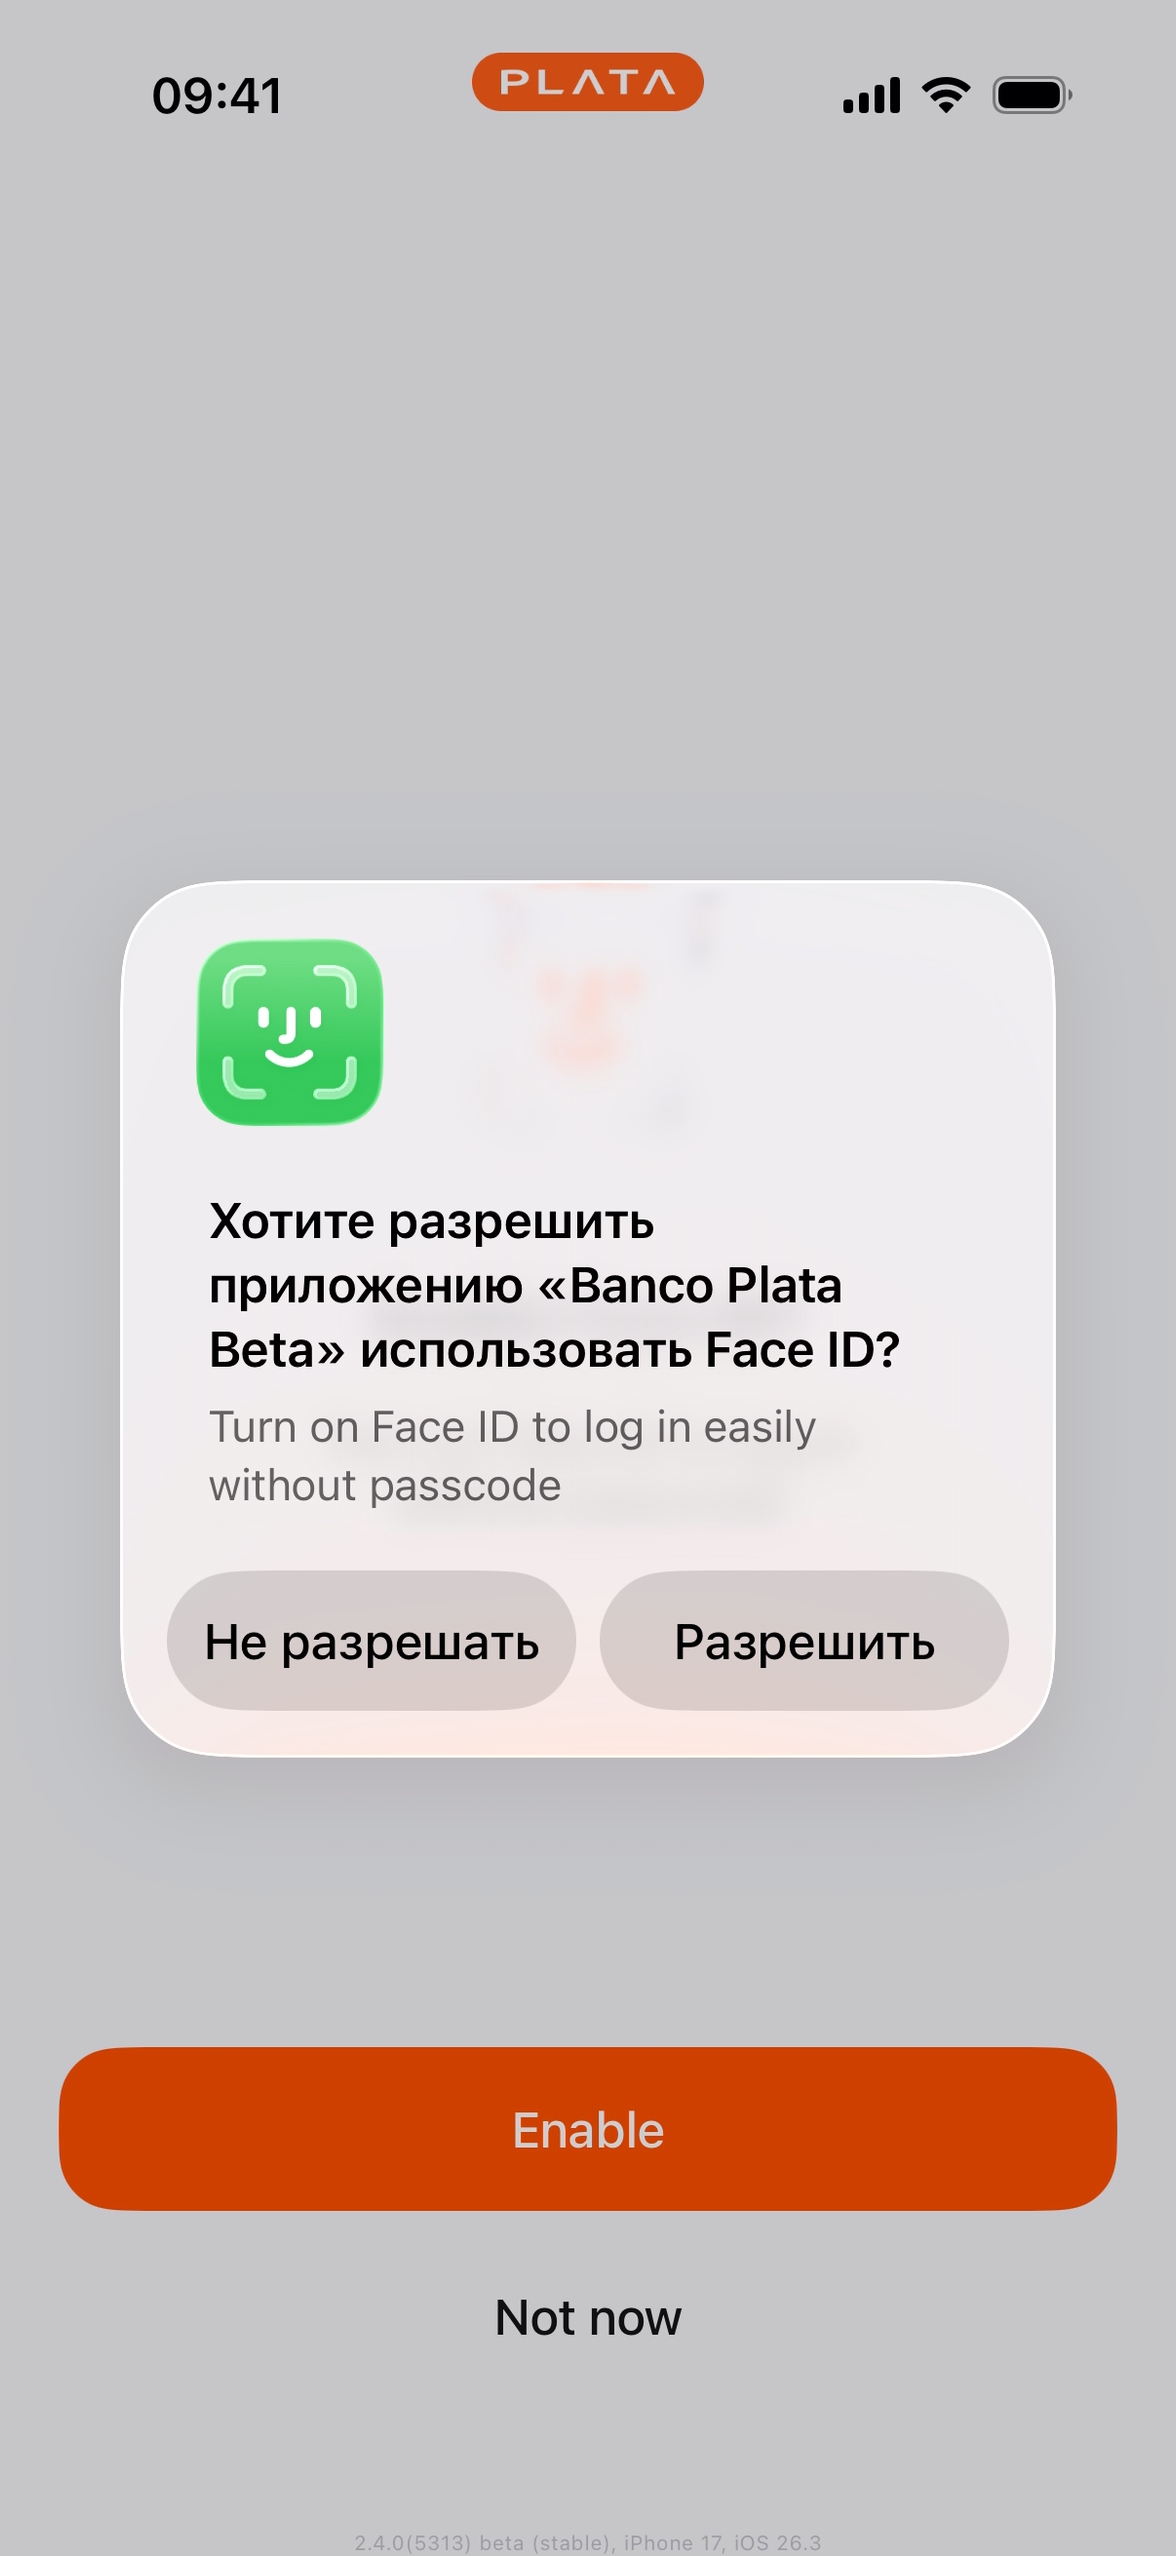 09:41
PLATA
Хотите разрешить
приложению «Banco Plata
Beta» использовать Face ID?
Turn on Face ID to log in easily
without passcode
Не разрешать
Разрешить
Enable
Not now
2.4.0(5313) beta (stable), iPhone 17, iOS 26.3